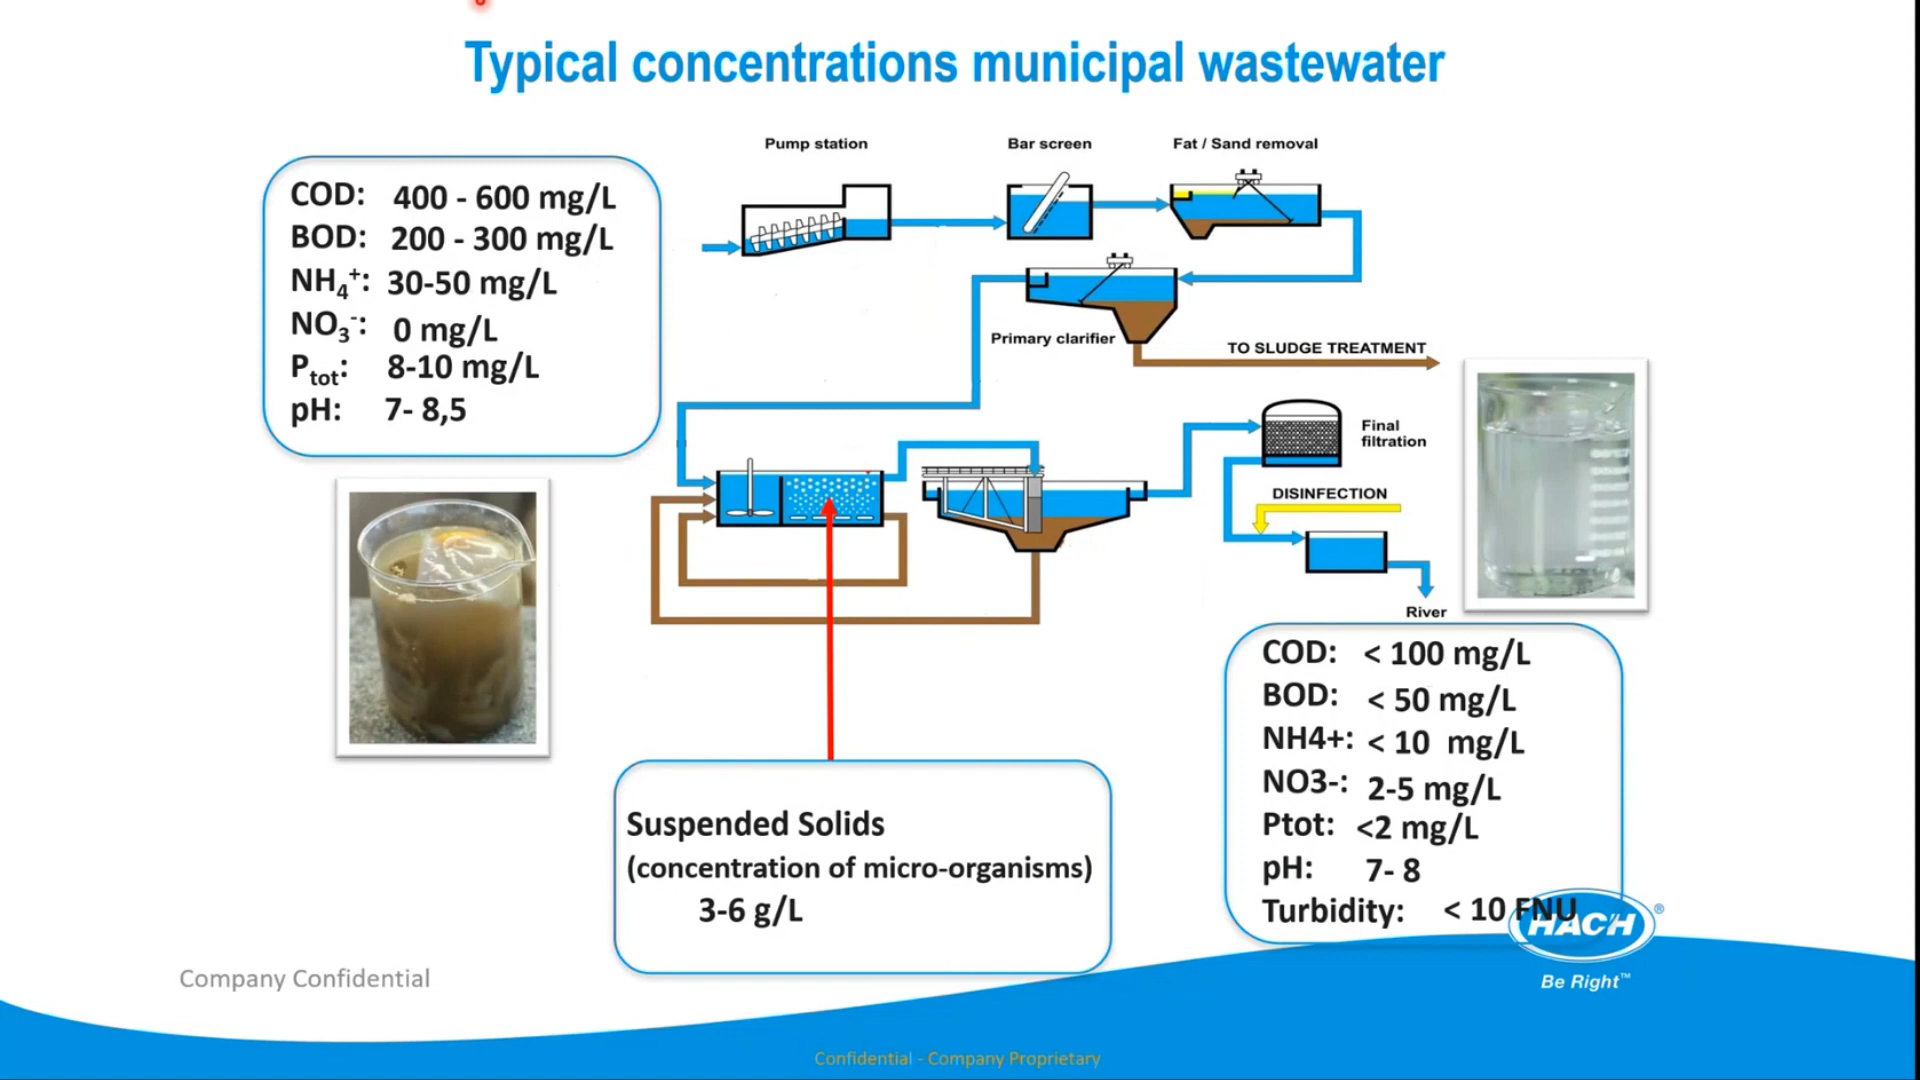 Typical concentrations municipal wastewater
Pump station
Bar screen
Fat / Sand removal
COD: 400 - 600 mg/L
BOD: 200 - 300 mg/L
NH₄⁺: 30-50 mg/L
NO₃⁻: 0 mg/L
Ptot: 8-10 mg/L
pH: 7- 8,5
Primary clarifier
TO SLUDGE TREATMENT
Final
filtration
DISINFECTION
River
COD: < 100 mg/L
BOD: < 50 mg/L
NH4+: < 10 mg/L
NO3-: 2-5 mg/L
Ptot: <2 mg/L
pH: 7- 8
Turbidity: < 10 FNU
Suspended Solids
(concentration of micro-organisms)
3-6 g/L
HACH®
Be Right™
Company Confidential
Confidential - Company Proprietary